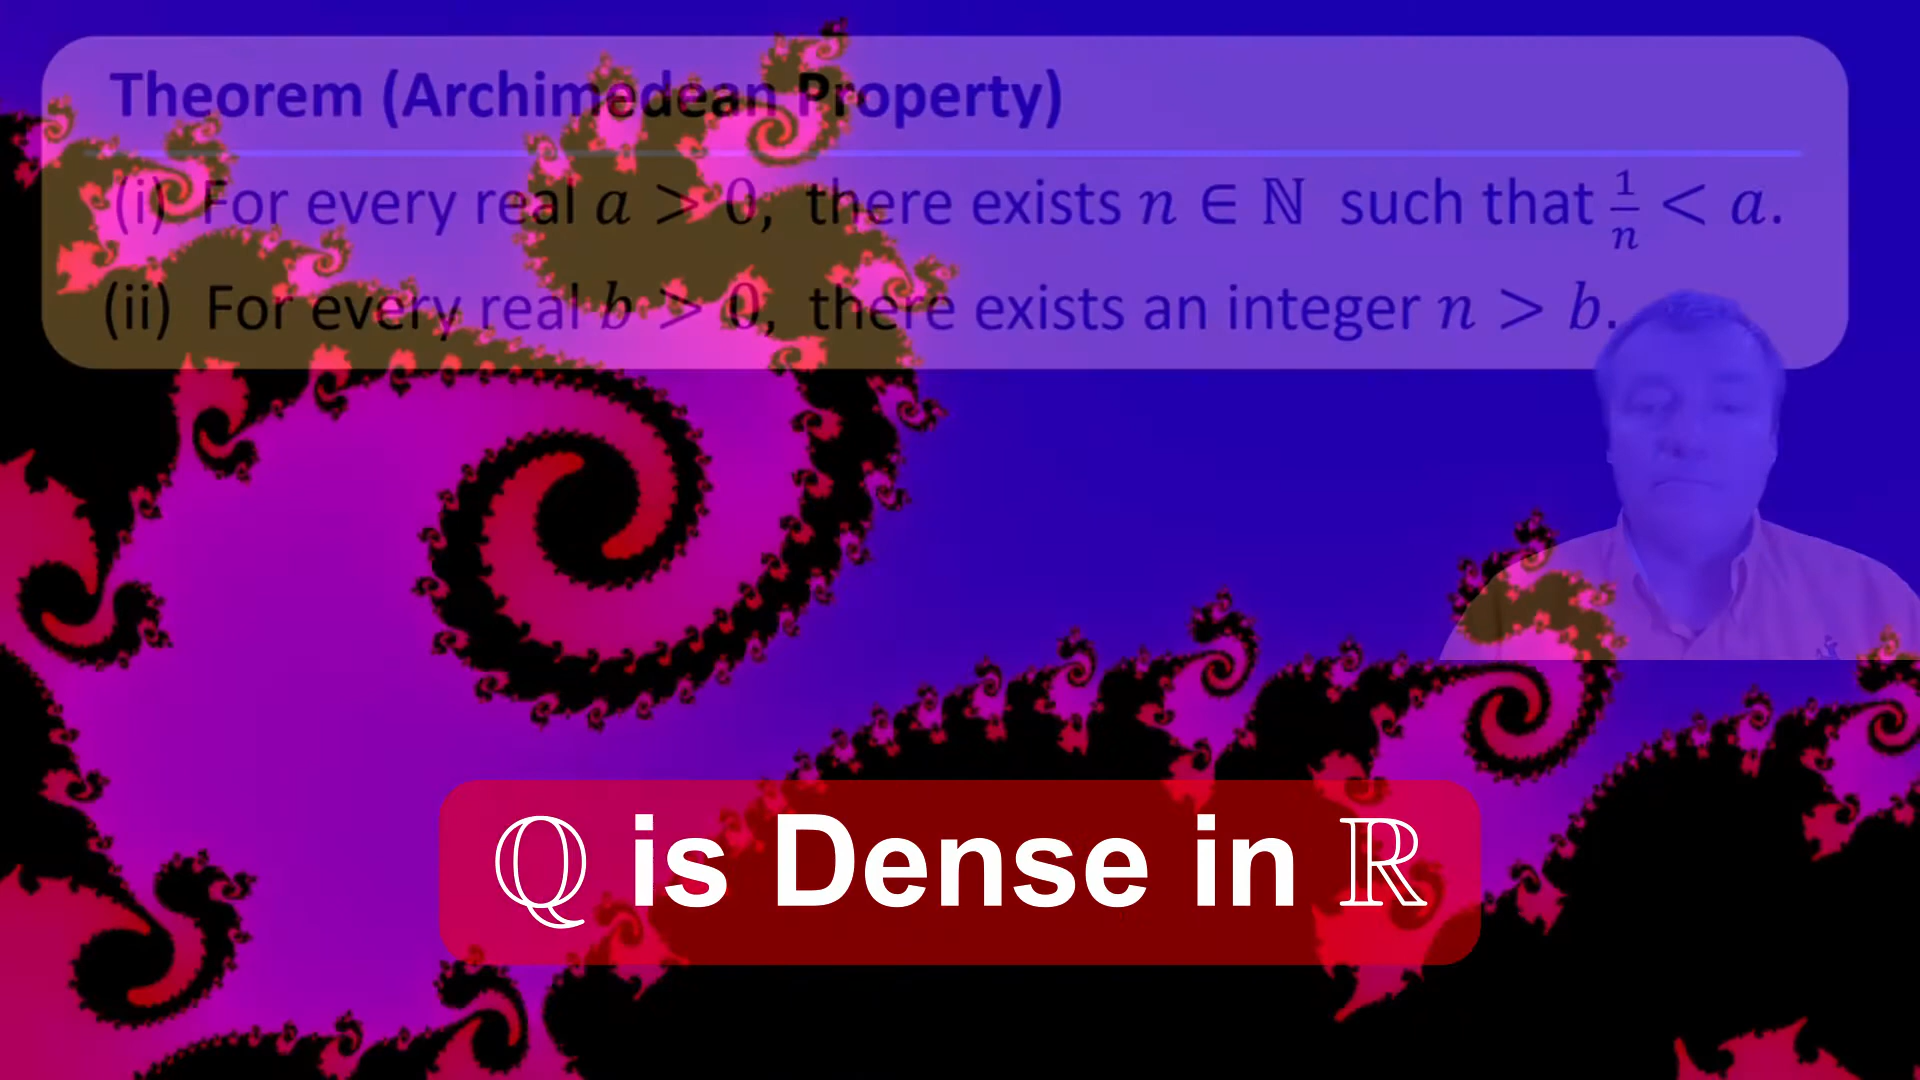 Theorem (Archimedean Property)
(i) For every real a > 0, there exists n ∈ ℕ such that 1/n < a.
(ii) For every real b > 0, there exists an integer n > b.
ℚ is Dense in ℝ